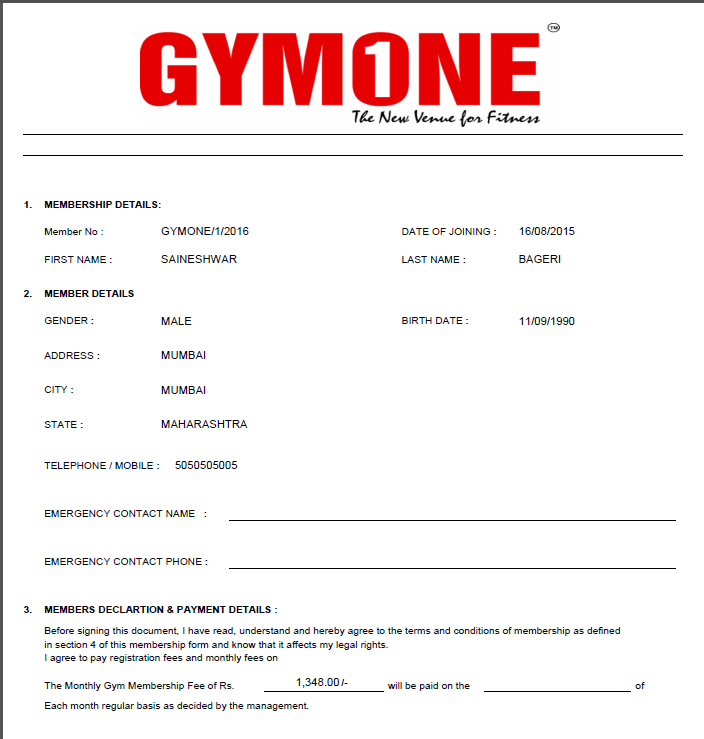 GYMONE ™
The New Venue for Fitness
1. MEMBERSHIP DETAILS:
Member No : GYMONE/1/2016 DATE OF JOINING : 16/08/2015
FIRST NAME : SAINESHWAR LAST NAME : BAGERI
2. MEMBER DETAILS
GENDER : MALE BIRTH DATE : 11/09/1990
ADDRESS : MUMBAI
CITY : MUMBAI
STATE : MAHARASHTRA
TELEPHONE / MOBILE : 5050505005
EMERGENCY CONTACT NAME :
EMERGENCY CONTACT PHONE :
3. MEMBERS DECLARTION & PAYMENT DETAILS :
Before signing this document, I have read, understand and hereby agree to the terms and conditions of membership as defined
in section 4 of this membership form and know that it affects my legal rights.
I agree to pay registration fees and monthly fees on
The Monthly Gym Membership Fee of Rs. 1,348.00/- will be paid on the of
Each month regular basis as decided by the management.